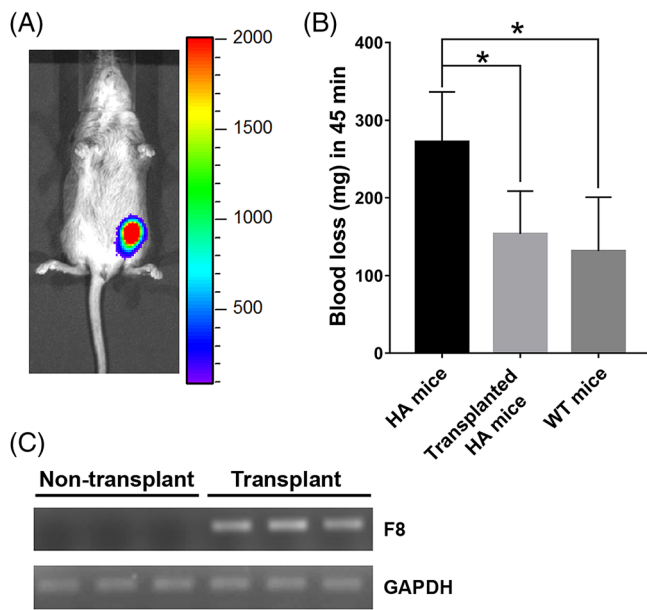 (A)
2000
1500
1000
500
(B)
Blood loss (mg) in 45 min
400
300
200
100
0
*
*
HA mice
Transplanted
HA mice
WT mice
(C)
Non-transplant
Transplant
F8
GAPDH